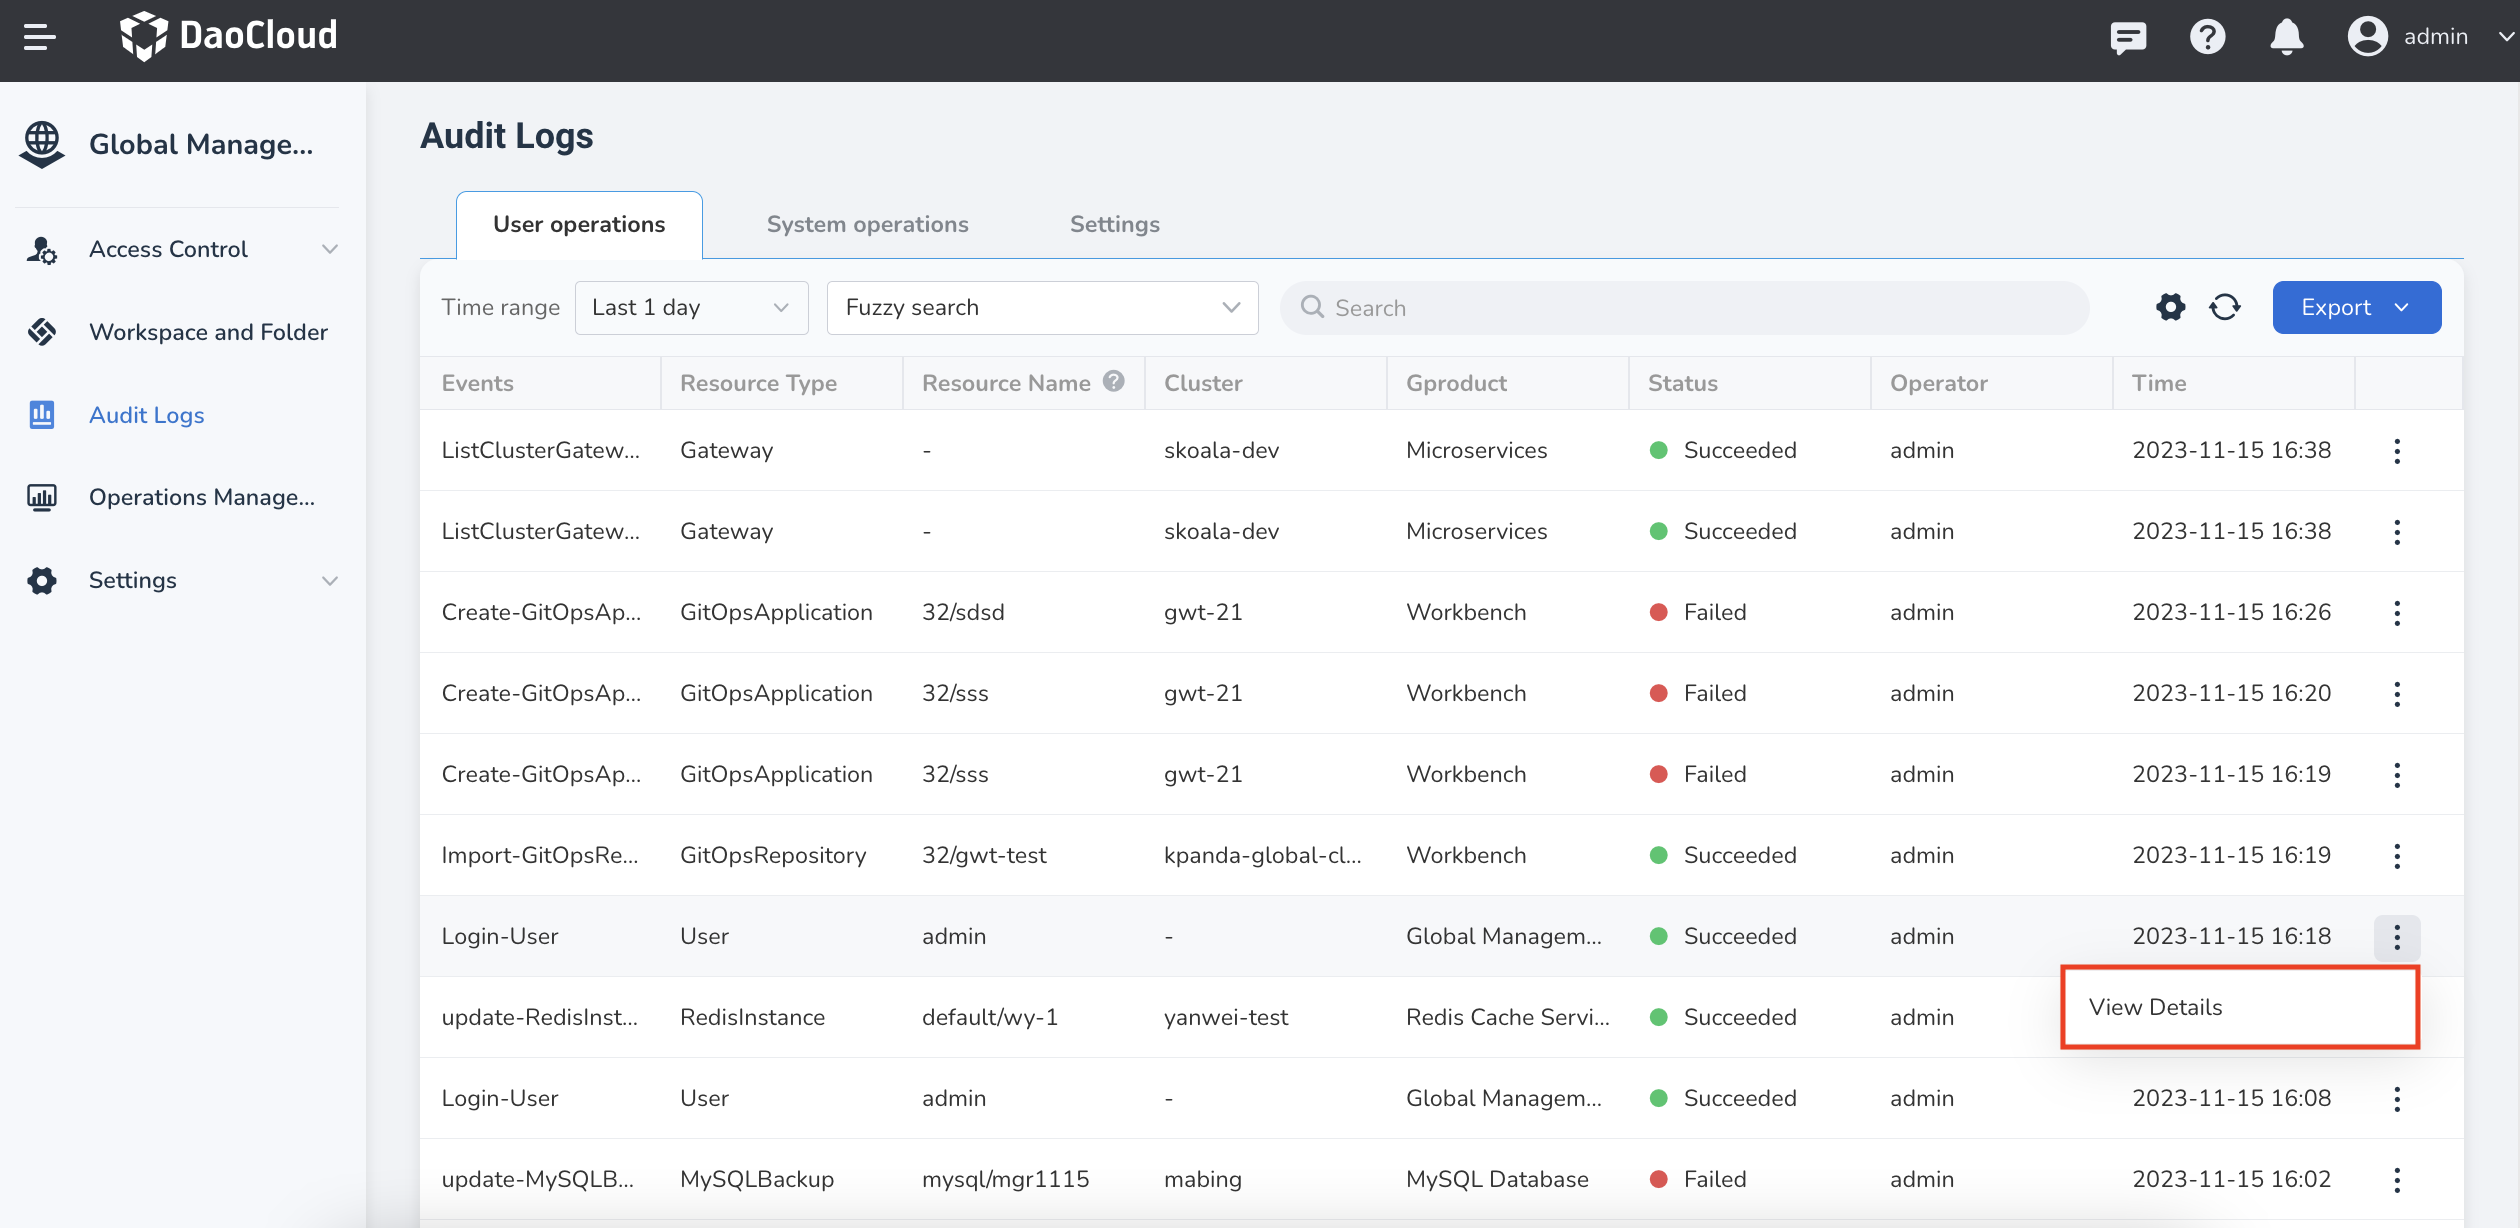 DaoCloud
admin
Global Manage...
Access Control
Workspace and Folder
Audit Logs
Operations Manage...
Settings
Audit Logs
User operations System operations Settings
Time range Last 1 day Fuzzy search Search Export
Events Resource Type Resource Name Cluster Gproduct Status Operator Time
ListClusterGatew... Gateway - skoala-dev Microservices Succeeded admin 2023-11-15 16:38
ListClusterGatew... Gateway - skoala-dev Microservices Succeeded admin 2023-11-15 16:38
Create-GitOpsAp... GitOpsApplication 32/sdsd gwt-21 Workbench Failed admin 2023-11-15 16:26
Create-GitOpsAp... GitOpsApplication 32/sss gwt-21 Workbench Failed admin 2023-11-15 16:20
Create-GitOpsAp... GitOpsApplication 32/sss gwt-21 Workbench Failed admin 2023-11-15 16:19
Import-GitOpsRe... GitOpsRepository 32/gwt-test kpanda-global-cl... Workbench Succeeded admin 2023-11-15 16:19
Login-User User admin - Global Managem... Succeeded admin 2023-11-15 16:18
View Details
update-RedisInst... RedisInstance default/wy-1 yanwei-test Redis Cache Servi... Succeeded admin
Login-User User admin - Global Managem... Succeeded admin 2023-11-15 16:08
update-MySQLB... MySQLBackup mysql/mgr1115 mabing MySQL Database Failed admin 2023-11-15 16:02